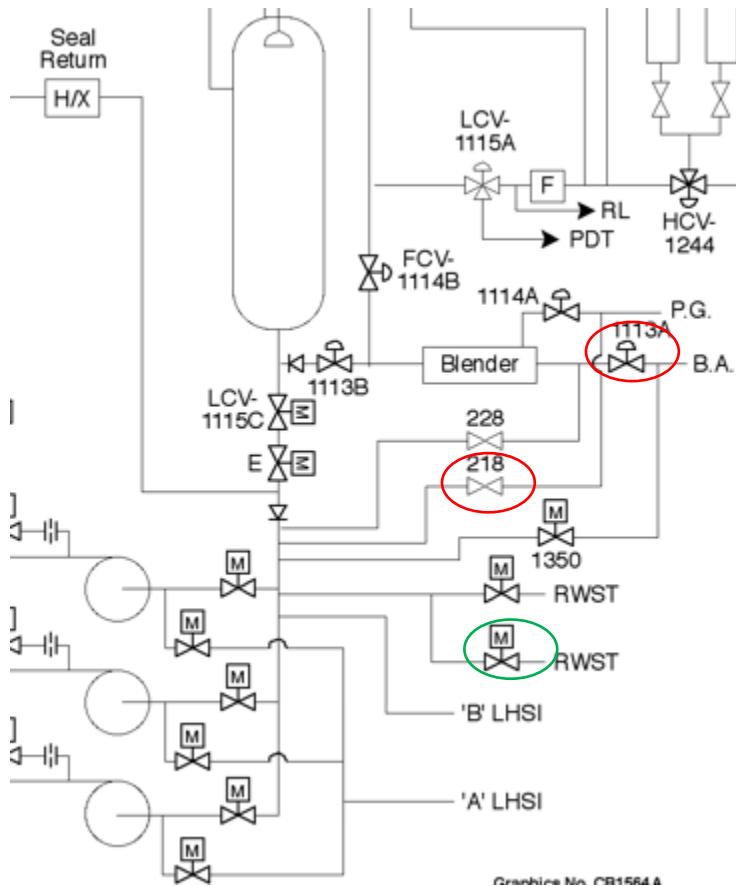 Seal
Return
H/X
LCV-
1115A
F
RL
PDT
HCV-
1244
FCV-
1114B
1114A
P.G.
1113A
B.A.
Blender
1113B
LCV-
1115C
M
E
M
228
218
M
1350
M
M
RWST
M
M
RWST
M
'B' LHSI
M
M
'A' LHSI
M
Graphics No. CB1564A